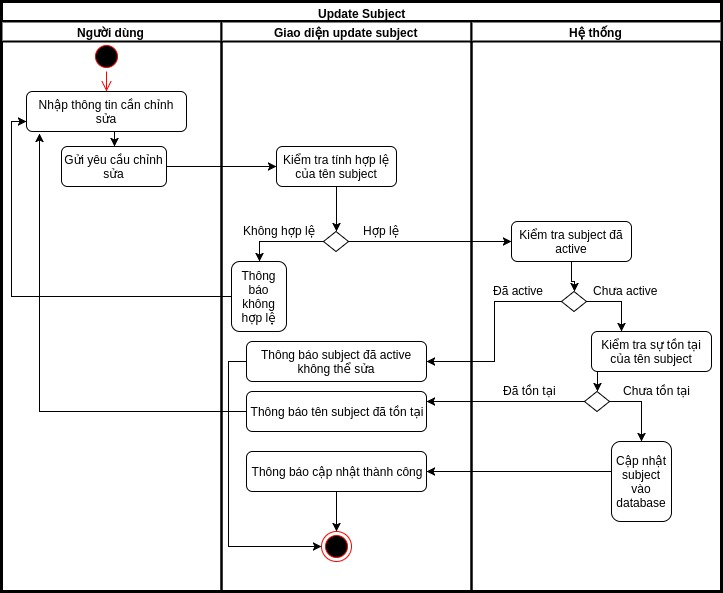 Update Subject
Người dùng
Giao diện update subject
Hệ thống
Nhập thông tin cần chỉnh
sửa
Gửi yêu cầu chỉnh
sửa
Kiểm tra tính hợp lệ
của tên subject
Không hợp lệ
Hợp lệ
Kiểm tra subject đã
active
Thông
báo
không
hợp lệ
Đã active
Chưa active
Kiểm tra sự tồn tại
của tên subject
Thông báo subject đã active
không thể sửa
Đã tồn tại
Chưa tồn tại
Thông báo tên subject đã tồn tại
Cập nhật
subject
vào
database
Thông báo cập nhật thành công